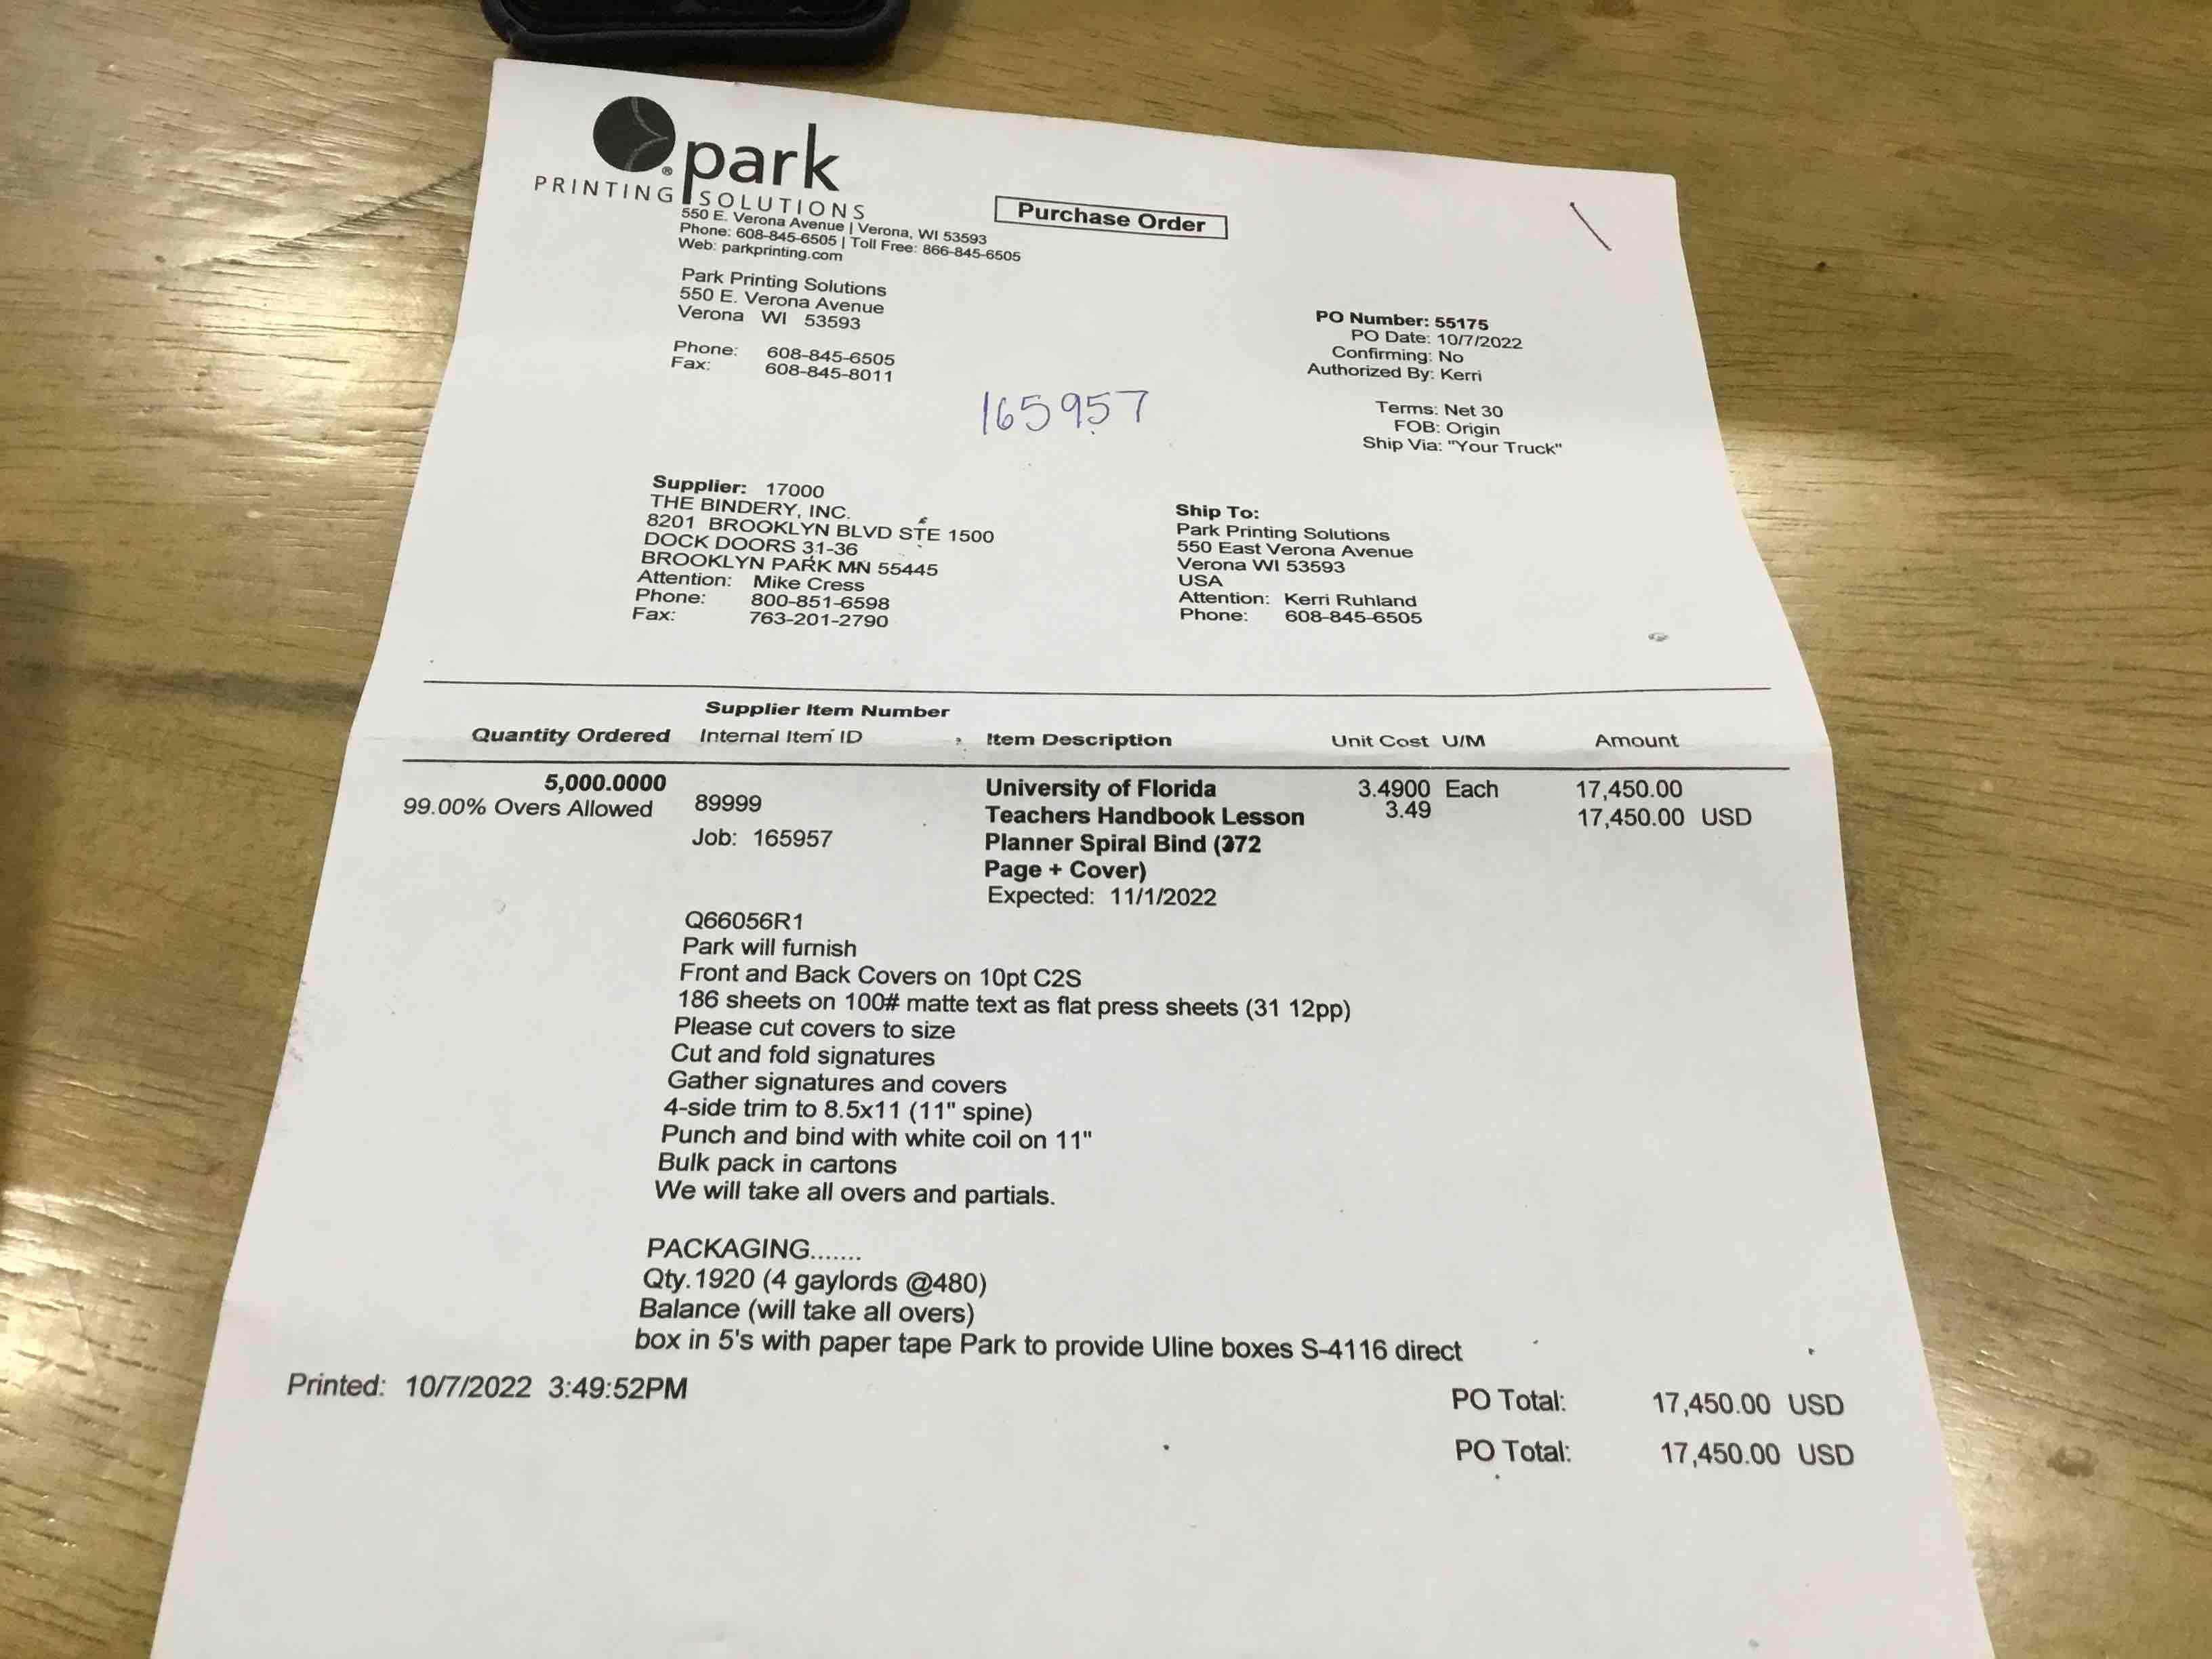 park
PRINTING SOLUTIONS
550 E. Verona Avenue | Verona, WI 53593
Phone: 608-845-6505 | Toll Free: 866-845-6505
Web: parkprinting.com
Purchase Order
Park Printing Solutions
550 E. Verona Avenue
Verona WI 53593
Phone: 608-845-6505
Fax: 608-845-8011
PO Number: 55175
PO Date: 10/7/2022
Confirming: No
Authorized By: Kerri
Terms: Net 30
FOB: Origin
Ship Via: "Your Truck"
165957
Supplier: 17000
THE BINDERY, INC.
8201 BROOKLYN BLVD STE 1500
DOCK DOORS 31-36
BROOKLYN PARK MN 55445
Attention: Mike Cress
Phone: 800-851-6598
Fax: 763-201-2790
Ship To:
Park Printing Solutions
550 East Verona Avenue
Verona WI 53593
USA
Attention: Kerri Ruhland
Phone: 608-845-6505
Supplier Item Number
Quantity Ordered Internal Item ID Item Description Unit Cost U/M Amount
5,000.0000 University of Florida 3.4900 Each 17,450.00
99.00% Overs Allowed 89999 Teachers Handbook Lesson 3.49 17,450.00 USD
Job: 165957 Planner Spiral Bind (372
Page + Cover)
Expected: 11/1/2022
Q66056R1
Park will furnish
Front and Back Covers on 10pt C2S
186 sheets on 100# matte text as flat press sheets (31 12pp)
Please cut covers to size
Cut and fold signatures
Gather signatures and covers
4-side trim to 8.5x11 (11" spine)
Punch and bind with white coil on 11"
Bulk pack in cartons
We will take all overs and partials.
PACKAGING.......
Qty.1920 (4 gaylords @480)
Balance (will take all overs)
box in 5's with paper tape Park to provide Uline boxes S-4116 direct
Printed: 10/7/2022 3:49:52PM
PO Total: 17,450.00 USD
PO Total: 17,450.00 USD